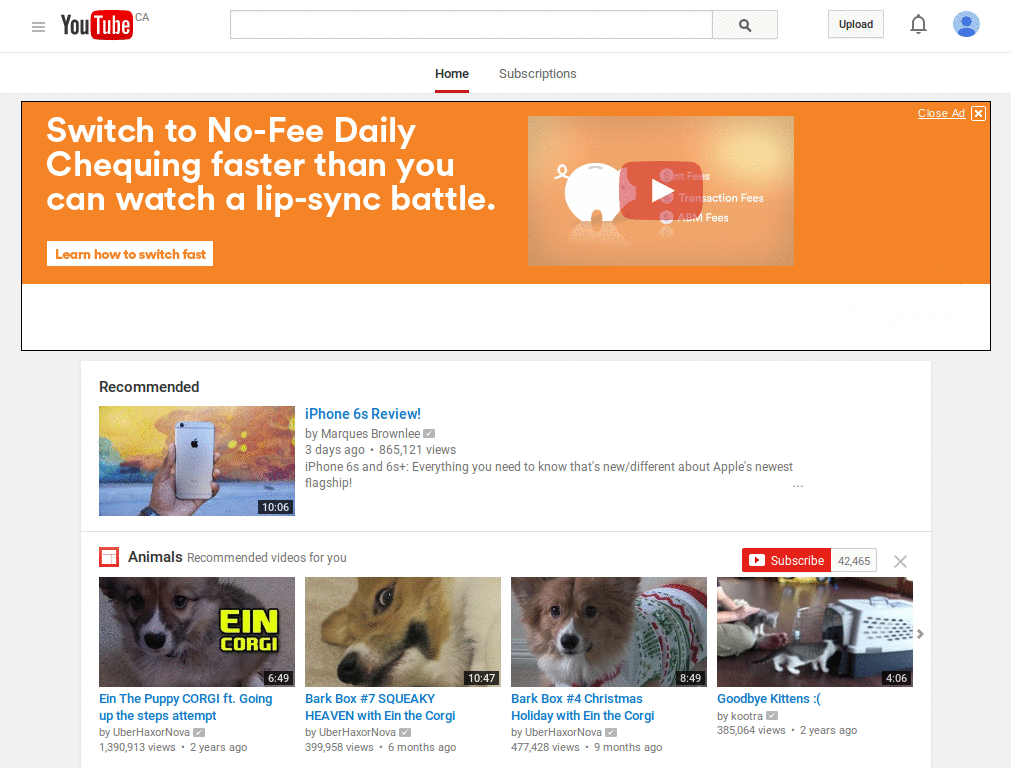 YouTube CA
Upload
Home Subscriptions
Switch to No-Fee Daily
Chequing faster than you
can watch a lip-sync battle.
Learn how to switch fast
Close Ad
Fees
Transaction Fees
ABM Fees
Recommended
10:06
iPhone 6s Review!
by Marques Brownlee
3 days ago • 865,121 views
iPhone 6s and 6s+: Everything you need to know that's new/different about Apple's newest
flagship!
...
Animals Recommended videos for you
Subscribe 42,465
EIN
CORGI
6:49
Ein The Puppy CORGI ft. Going
up the steps attempt
by UberHaxorNova
1,390,913 views • 2 years ago
10:47
Bark Box #7 SQUEAKY
HEAVEN with Ein the Corgi
by UberHaxorNova
399,958 views • 6 months ago
8:49
Bark Box #4 Christmas
Holiday with Ein the Corgi
by UberHaxorNova
477,428 views • 9 months ago
4:06
Goodbye Kittens :(
by kootra
385,064 views • 2 years ago